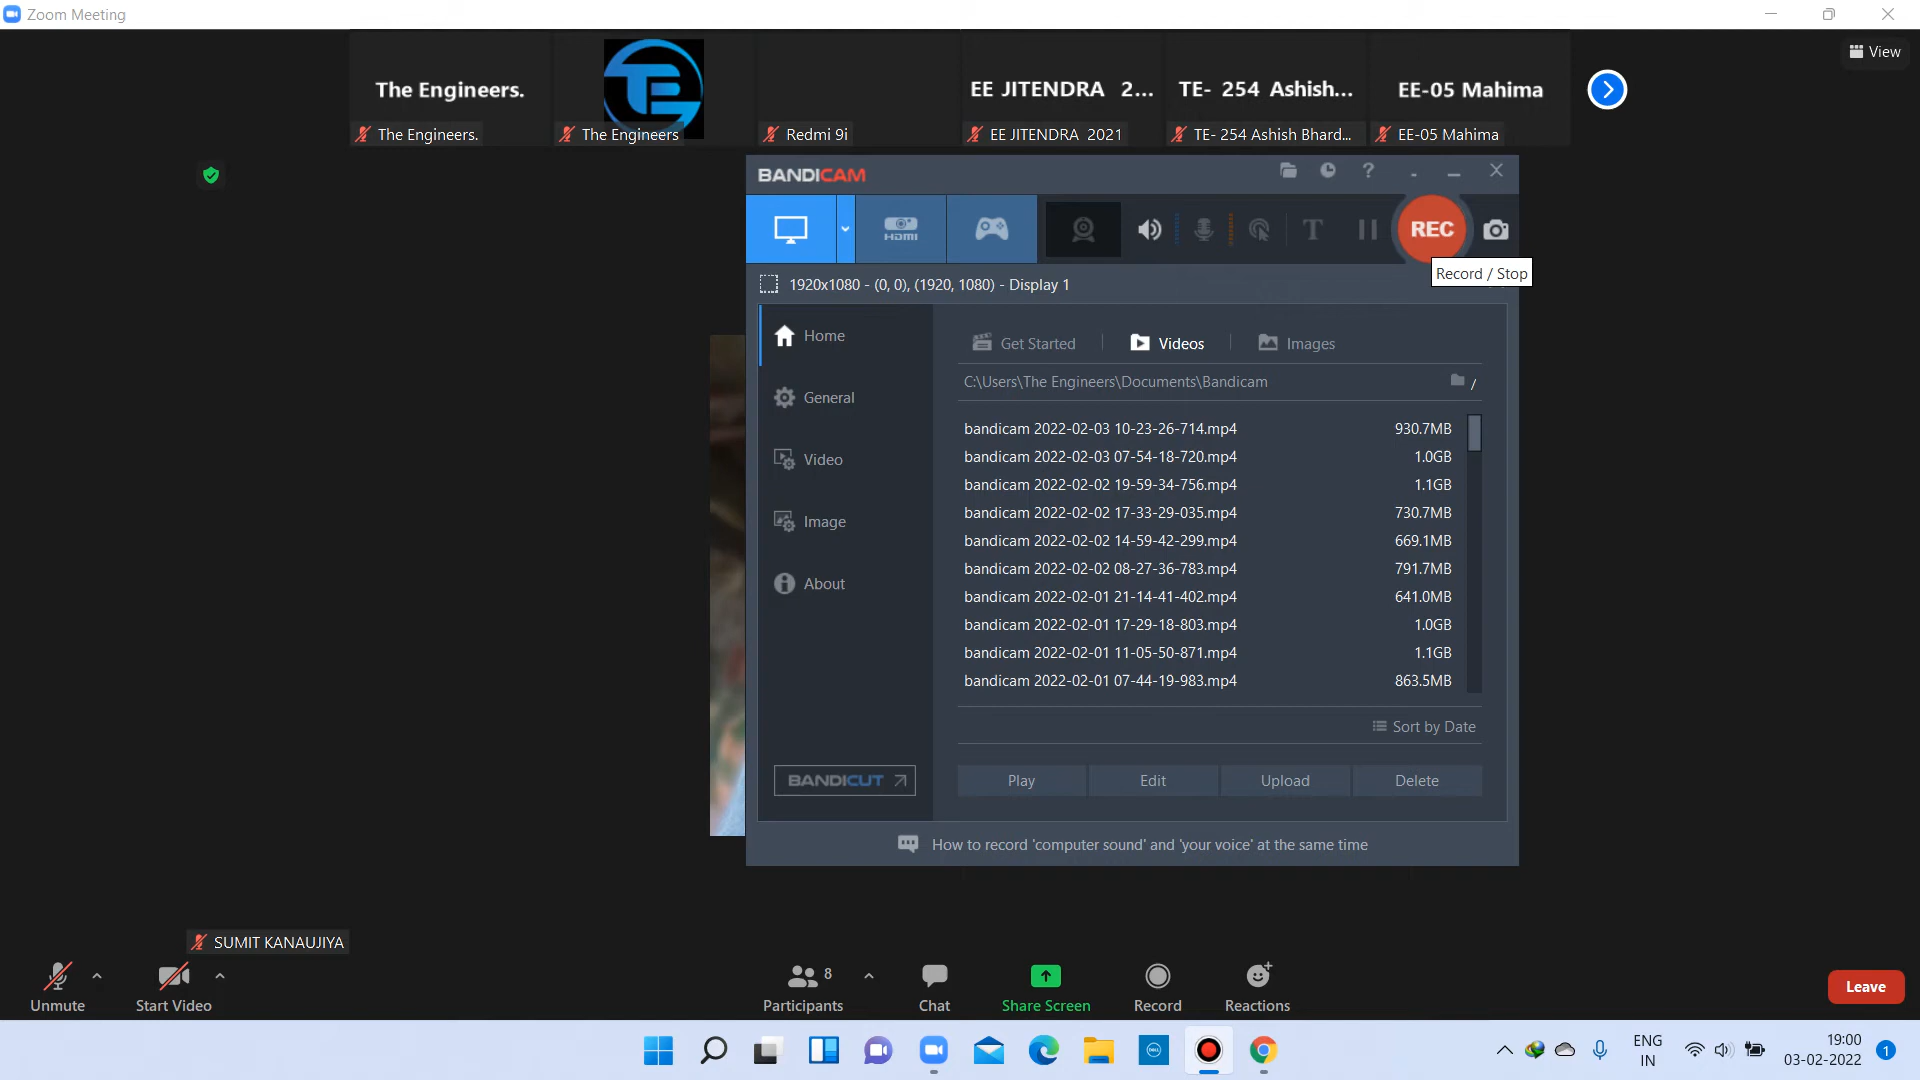 Zoom Meeting
View
The Engineers.
EE JITENDRA 2...
TE- 254 Ashish...
EE-05 Mahima
The Engineers.
The Engineers
Redmi 9i
EE JITENDRA 2021
TE- 254 Ashish Bhard...
EE-05 Mahima
BANDICAM
HDMI
REC
Record / Stop
1920x1080 - (0, 0), (1920, 1080) - Display 1
Home
General
Video
Image
About
BANDICUT
Get Started
Videos
Images
C:\Users\The Engineers\Documents\Bandicam
bandicam 2022-02-03 10-23-26-714.mp4 930.7MB
bandicam 2022-02-03 07-54-18-720.mp4 1.0GB
bandicam 2022-02-02 19-59-34-756.mp4 1.1GB
bandicam 2022-02-02 17-33-29-035.mp4 730.7MB
bandicam 2022-02-02 14-59-42-299.mp4 669.1MB
bandicam 2022-02-02 08-27-36-783.mp4 791.7MB
bandicam 2022-02-01 21-14-41-402.mp4 641.0MB
bandicam 2022-02-01 17-29-18-803.mp4 1.0GB
bandicam 2022-02-01 11-05-50-871.mp4 1.1GB
bandicam 2022-02-01 07-44-19-983.mp4 863.5MB
Sort by Date
Play
Edit
Upload
Delete
How to record 'computer sound' and 'your voice' at the same time
SUMIT KANAUJIYA
Unmute
Start Video
8
Participants
Chat
Share Screen
Record
Reactions
Leave
ENG
IN
19:00
03-02-2022
1